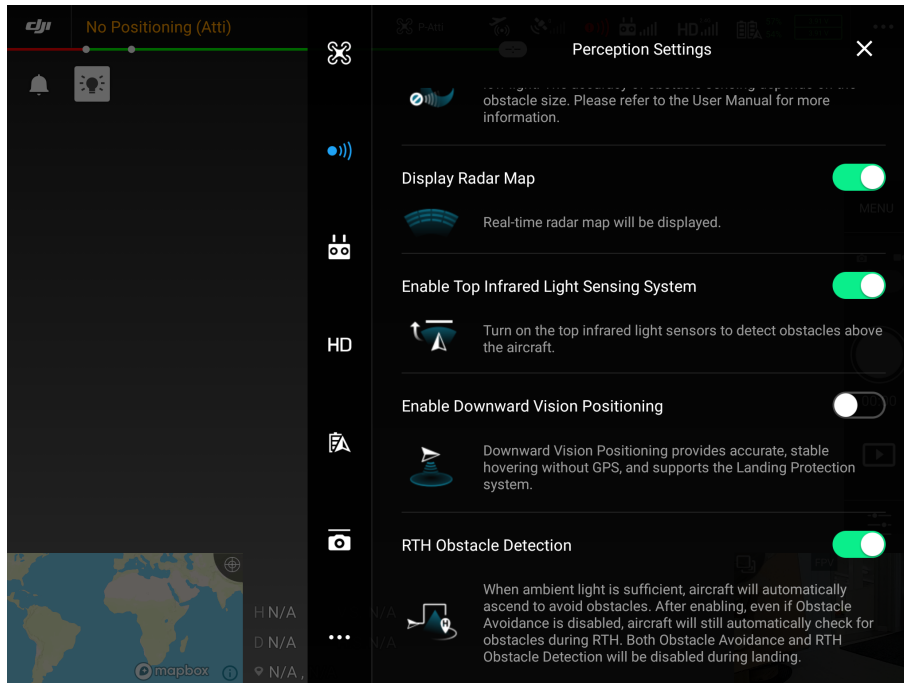 dji
No Positioning (Atti)
P-Atti
HD
Perception Settings
obstacle size. Please refer to the User Manual for more
information.
Display Radar Map
MENU
Real-time radar map will be displayed.
Enable Top Infrared Light Sensing System
Turn on the top infrared light sensors to detect obstacles above
the aircraft.
HD
Enable Downward Vision Positioning
Downward Vision Positioning provides accurate, stable
hovering without GPS, and supports the Landing Protection
system.
RTH Obstacle Detection
FPV
When ambient light is sufficient, aircraft will automatically
ascend to avoid obstacles. After enabling, even if Obstacle
Avoidance is disabled, aircraft will still automatically check for
obstacles during RTH. Both Obstacle Avoidance and RTH
Obstacle Detection will be disabled during landing.
H N/A
N/A
D N/A
N/A
mapbox
N/A,